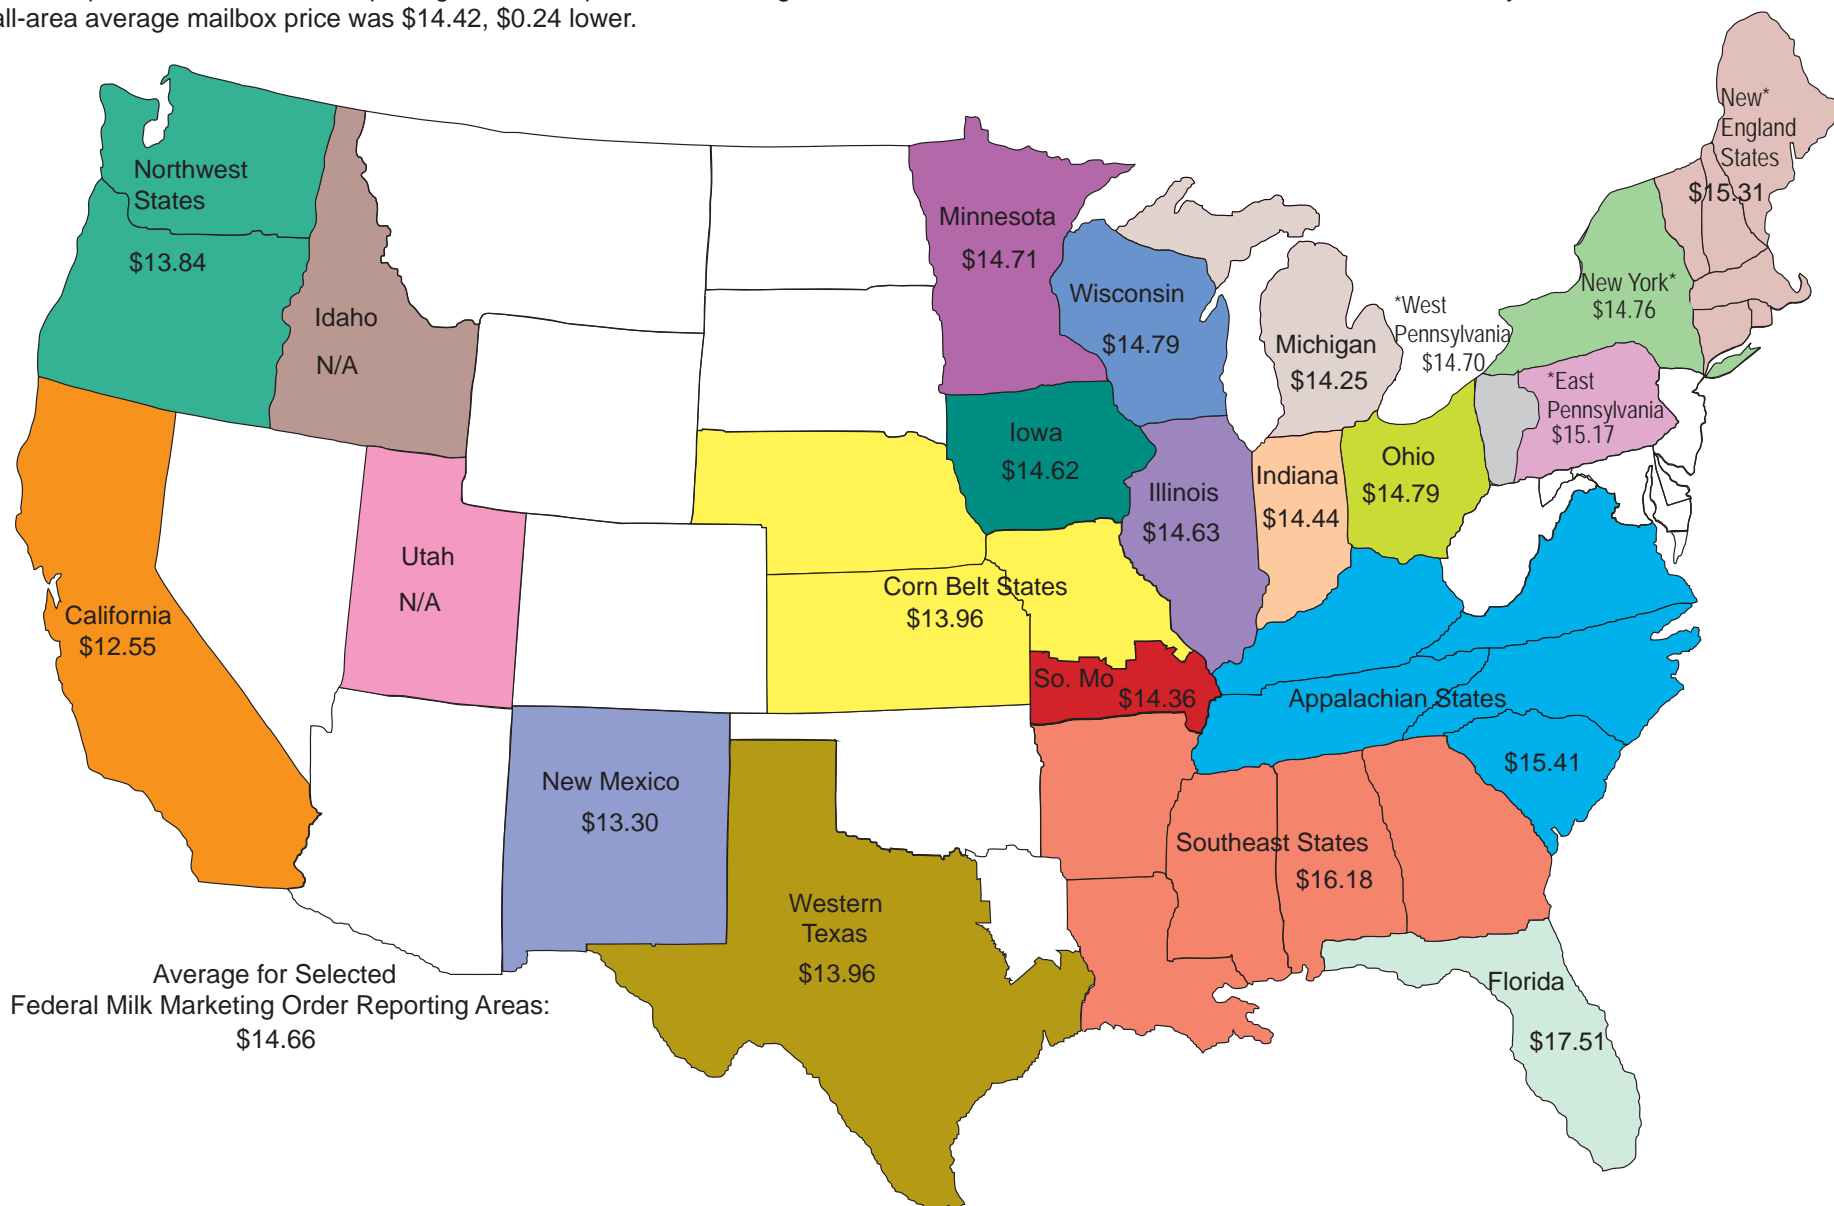 all-area average mailbox price was $14.42, $0.24 lower.
Northwest
States
$13.84
Idaho
N/A
Minnesota
$14.71
Wisconsin
$14.79
Michigan
$14.25
*West
Pennsylvania
$14.70
New York*
$14.76
New*
England
States
$15.31
*East
Pennsylvania
$15.17
Iowa
$14.62
Illinois
$14.63
Indiana
$14.44
Ohio
$14.79
California
$12.55
Utah
N/A
Corn Belt States
$13.96
So. Mo
$14.36
Appalachian States
$15.41
New Mexico
$13.30
Western
Texas
$13.96
Southeast States
$16.18
Florida
$17.51
Average for Selected
Federal Milk Marketing Order Reporting Areas:
$14.66